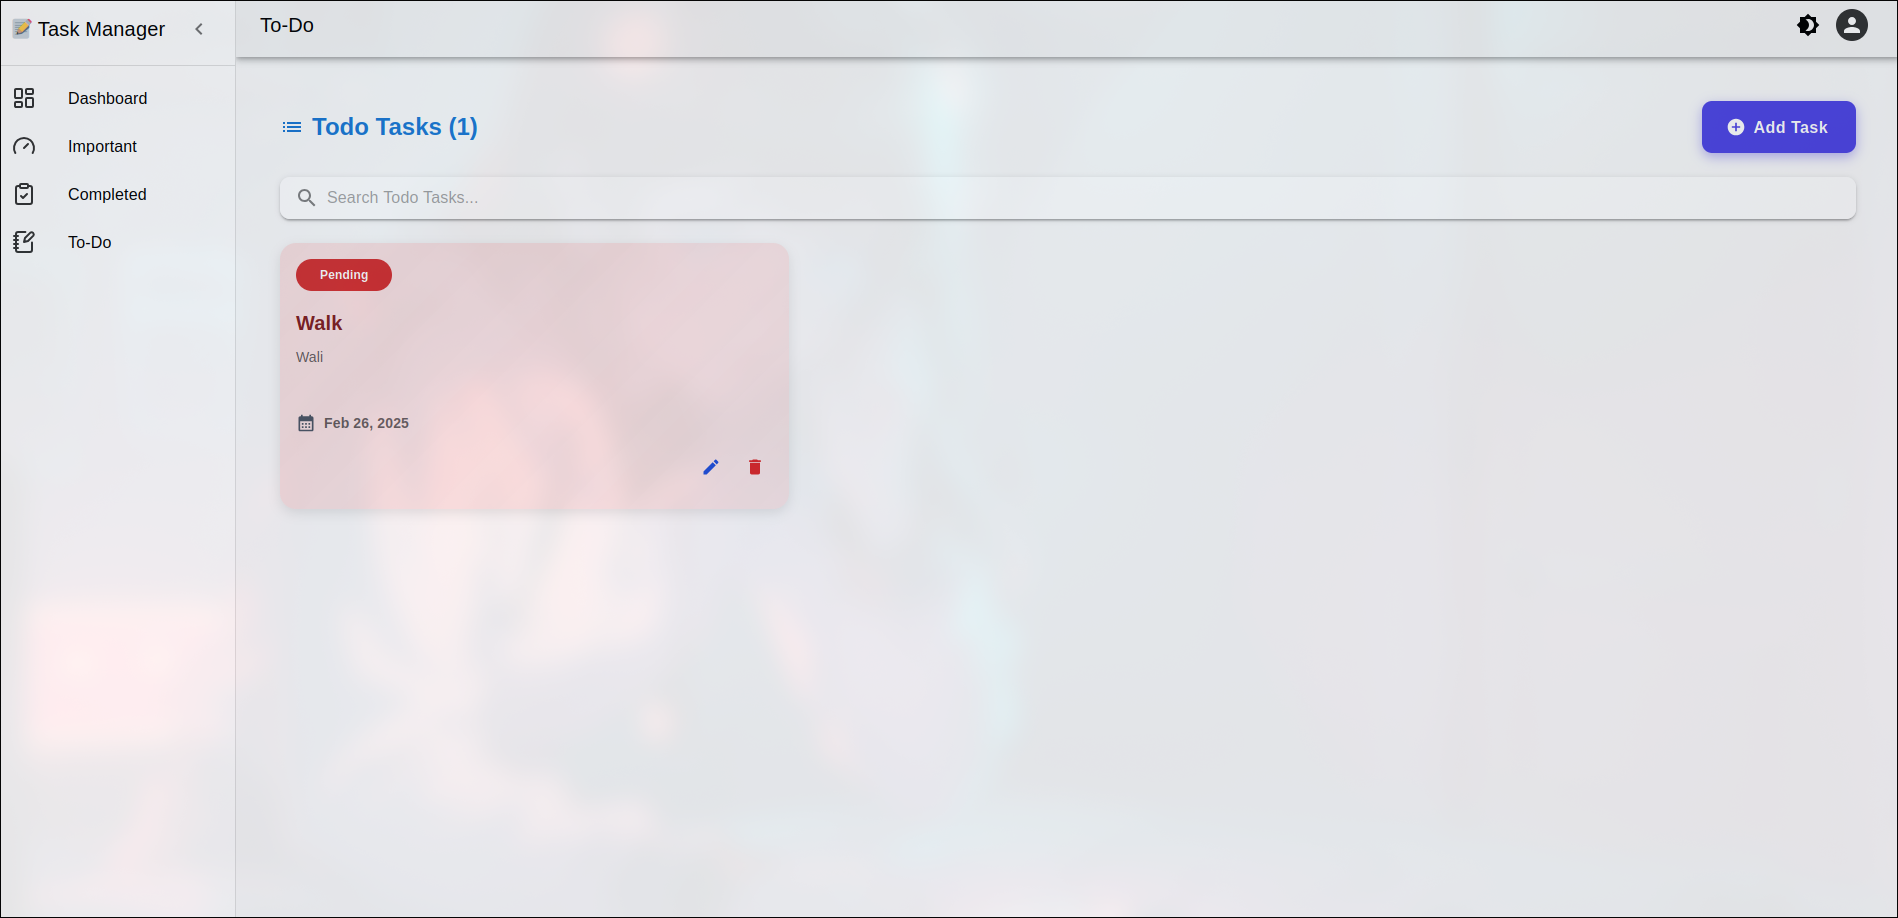 Task Manager
To-Do
Dashboard
Important
Completed
To-Do
Todo Tasks (1)
Add Task
Search Todo Tasks...
Pending
Walk
Wali
Feb 26, 2025